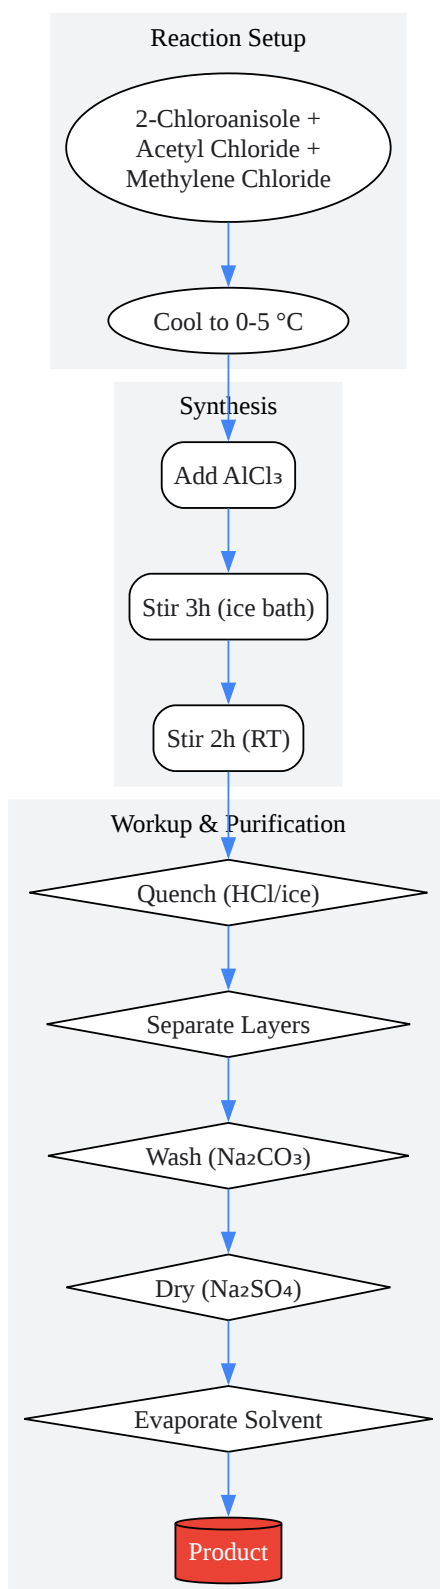 Reaction Setup
2-Chloroanisole +
Acetyl Chloride +
Methylene Chloride
Cool to 0-5 °C
Synthesis
Add AlCl₃
Stir 3h (ice bath)
Stir 2h (RT)
Workup & Purification
Quench (HCl/ice)
Separate Layers
Wash (Na₂CO₃)
Dry (Na₂SO₄)
Evaporate Solvent
Product